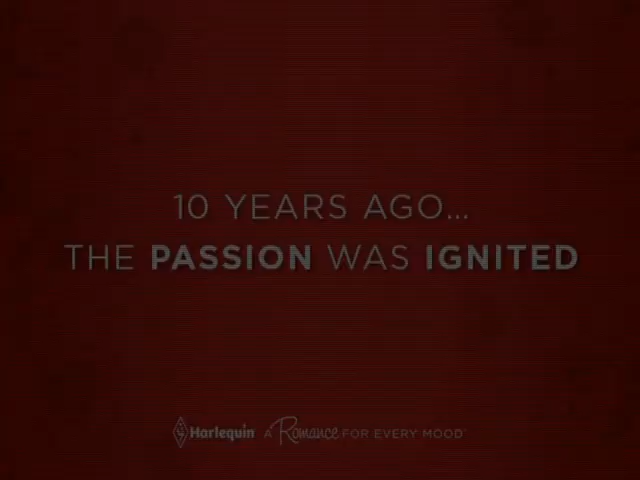 10 YEARS AGO...
THE PASSION WAS IGNITED
Harlequin A Romance FOR EVERY MOOD